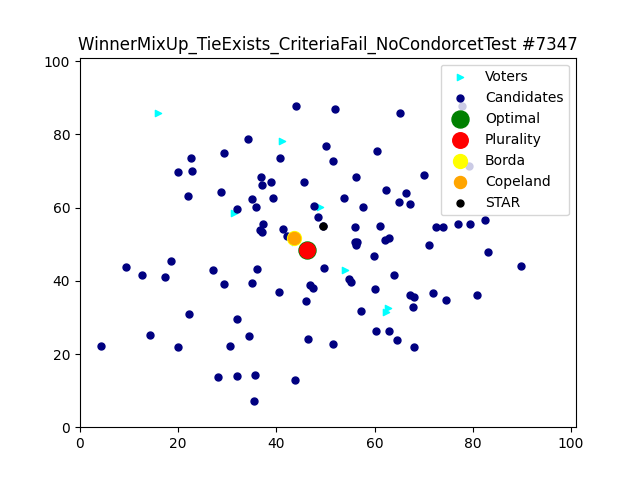 WinnerMixUp_TieExists_CriteriaFail_NoCondorcetTest #7347
Voters
Candidates
Optimal
Plurality
Borda
Copeland
STAR
100
80
60
40
20
0
0 20 40 60 80 100